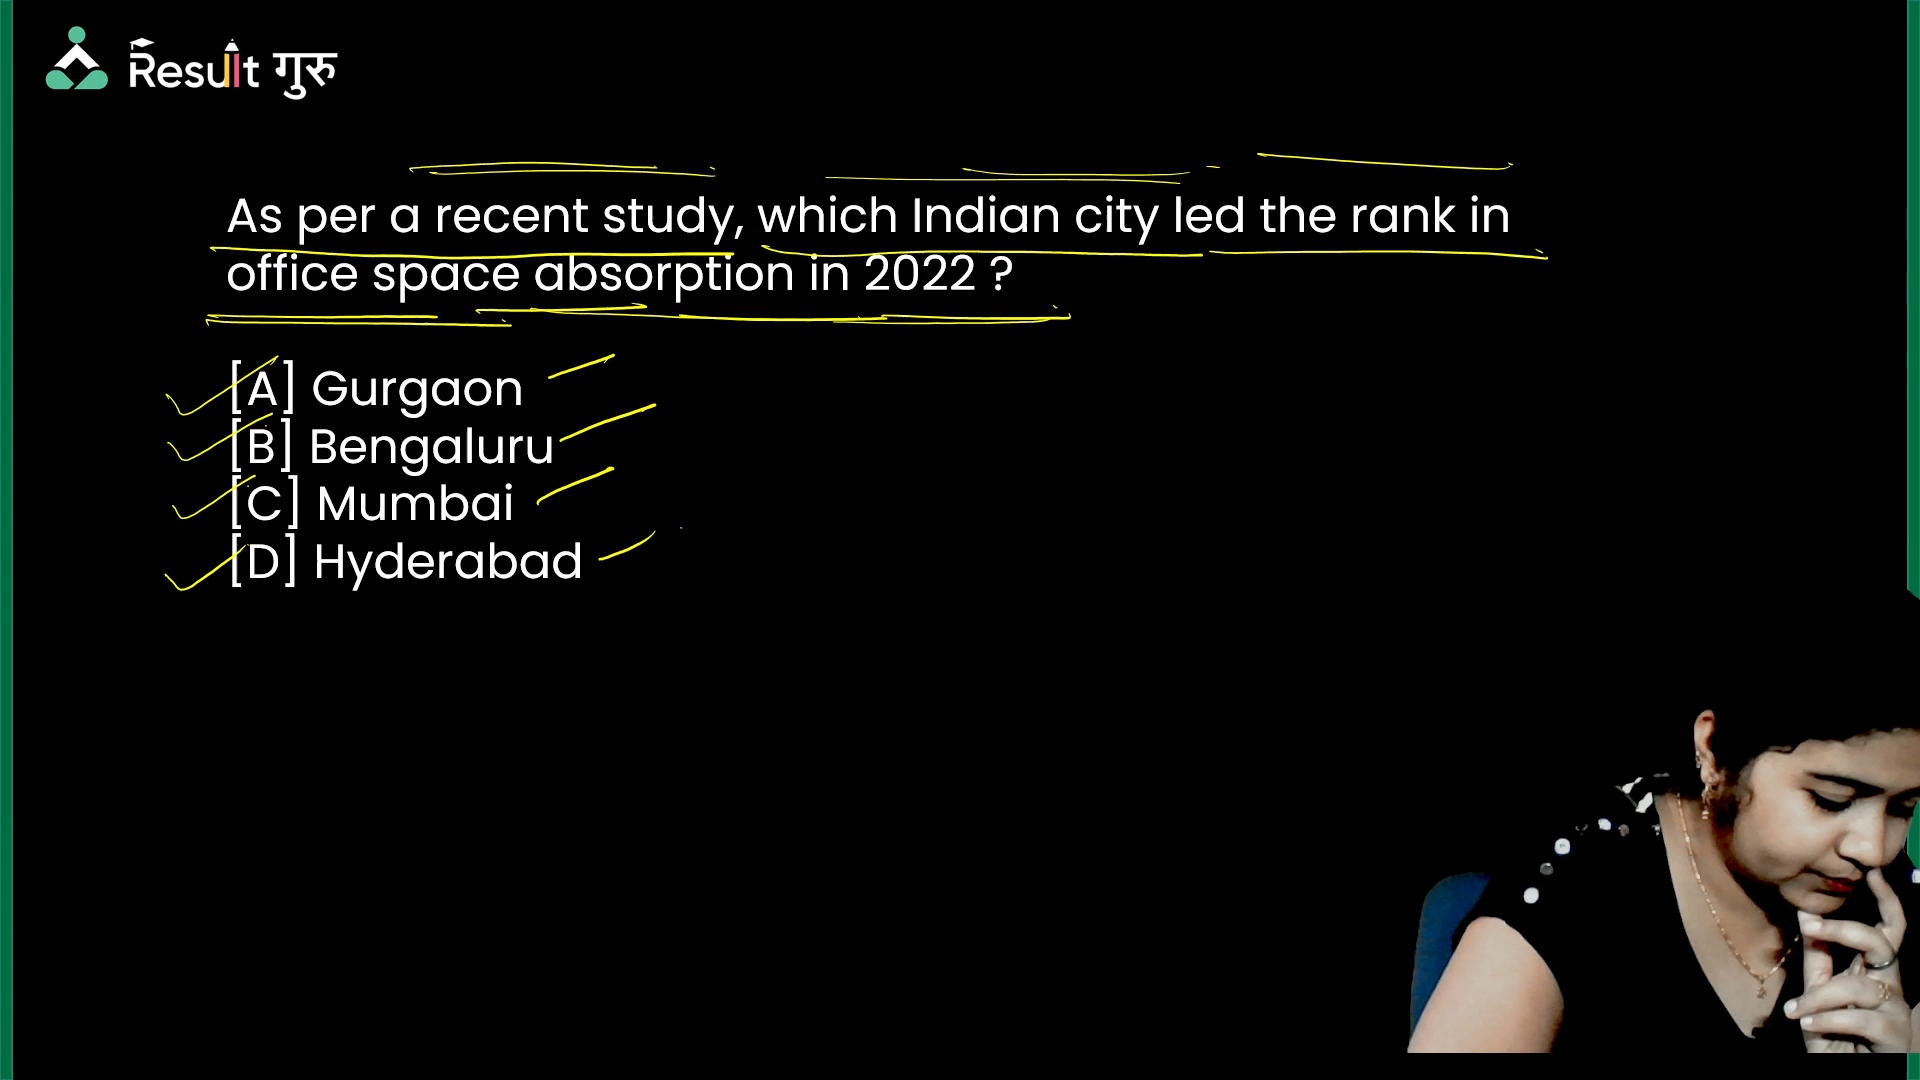 Result गुरु
As per a recent study, which Indian city led the rank in
office space absorption in 2022 ?
[A] Gurgaon
[B] Bengaluru
[C] Mumbai
[D] Hyderabad